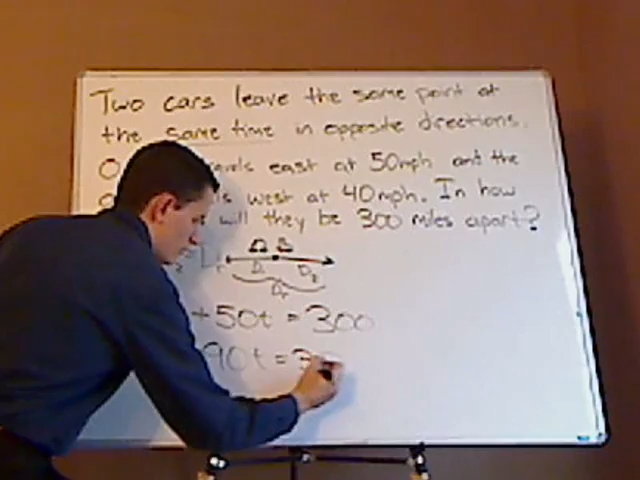 Two cars leave the same point at
the same time in opposite directions.
east at 50mph and the
west at 40mph. In how
will they be 300 miles apart?
D₁ D₂
+50t = 300
90t = 3